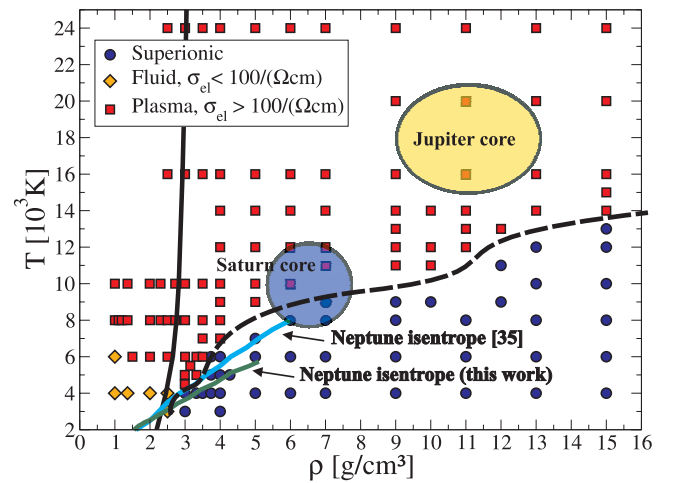 24
22
20
18
16
14
12
10
8
6
4
2
T [10³K]
Superionic
Fluid, σel < 100/(Ωcm)
Plasma, σel > 100/(Ωcm)
Jupiter core
Saturn core
Neptune isentrope [35]
Neptune isentrope (this work)
0 1 2 3 4 5 6 7 8 9 10 11 12 13 14 15 16
ρ [g/cm³]